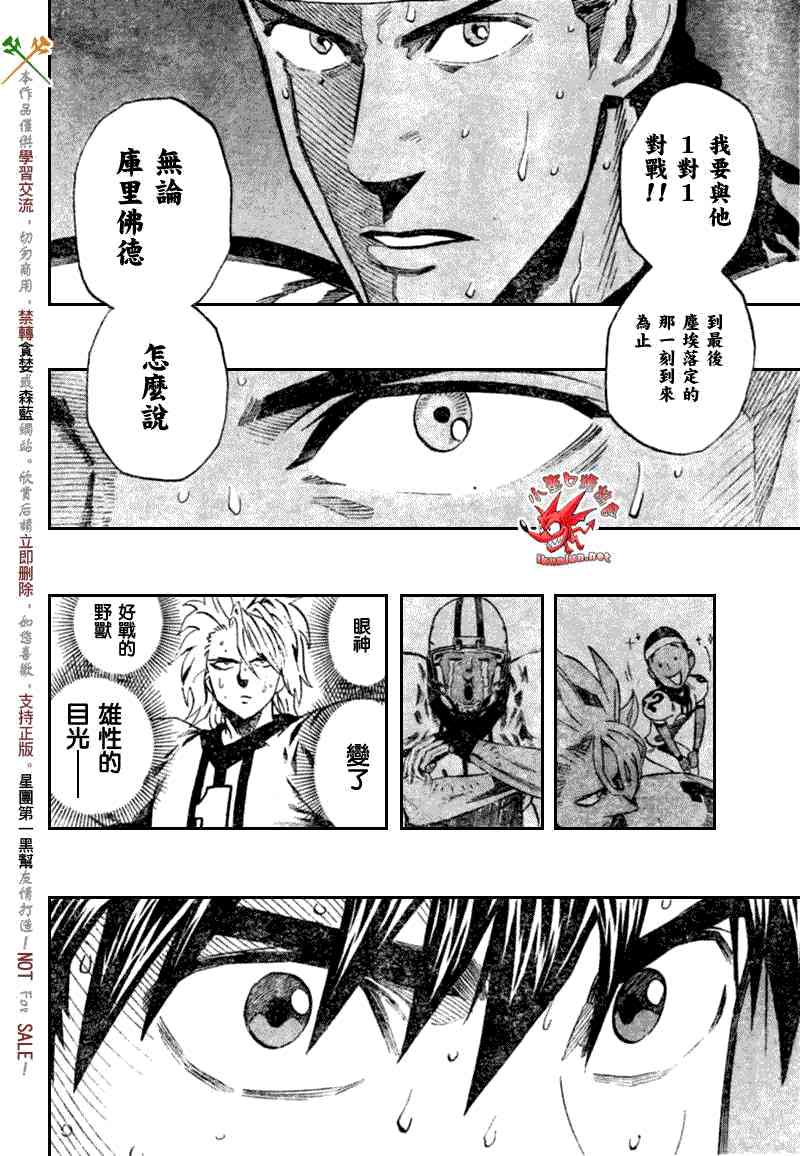 我要與他
1對1
對戰!!
到最後
塵埃落定的
那一刻到來
為止
無論
庫里佛德
怎麼說
眼神
變了
好戰的
野獸
雄性的
目光——
本作品僅供學習交流，切勿商用，禁轉貪婪或森藍網站。欣賞后請立即刪除，如您喜歡，支持正版。星團第一黑幫友情打造—NOT For SALE—